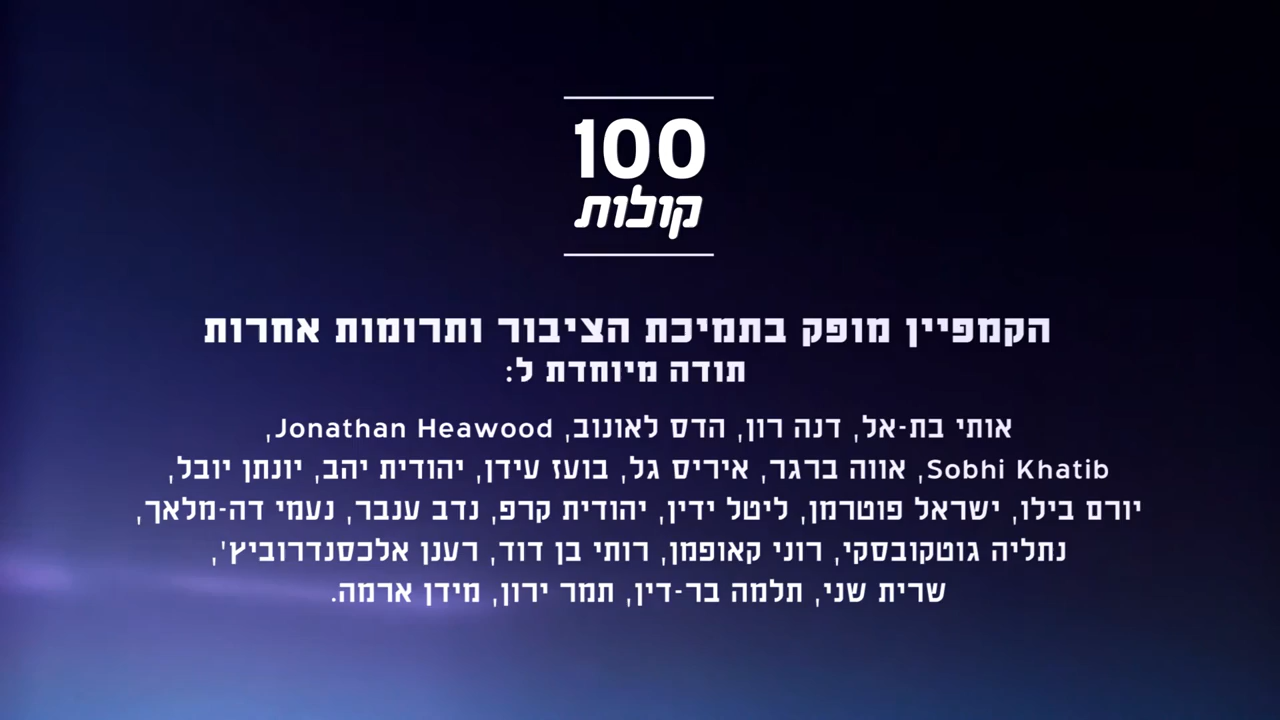 100
קולות
הקמפיין מופק בתמיכת הציבור ותרומות אחרות
תודה מיוחדת ל:
אותי בת-אל, דנה רון, הדס לאונוב, Jonathan Heawood,
Sobhi Khatib, אווה ברגר, איריס גל, בועז עידן, יהודית יהב, יונתן יובל,
יורם בילו, ישראל פוטרמן, ליטל ידין, יהודית קרפ, נדב ענבר, נעמי דה-מלאך,
נתליה גוטקובסקי, רוני קאופמן, רותי בן דוד, רענן אלכסנדרוביץ',
שרית שני, תלמה בר-דין, תמר ירון, מידן ארמה.